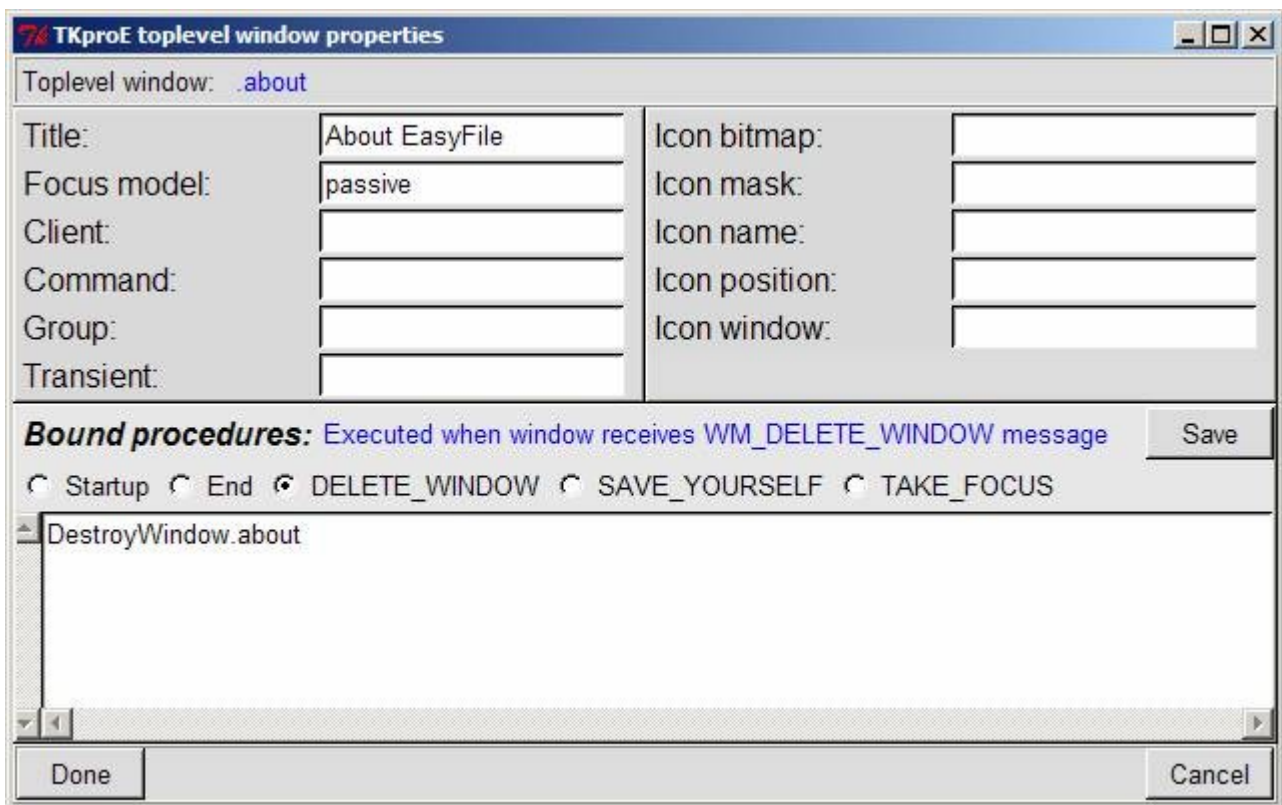 TKproE toplevel window properties
Toplevel window: .about
Title: About EasyFile
Focus model: passive
Client:
Command:
Group:
Transient:
Icon bitmap:
Icon mask:
Icon name:
Icon position:
Icon window:
Bound procedures: Executed when window receives WM_DELETE_WINDOW message Save
Startup End DELETE_WINDOW SAVE_YOURSELF TAKE_FOCUS
DestroyWindow.about
Done Cancel